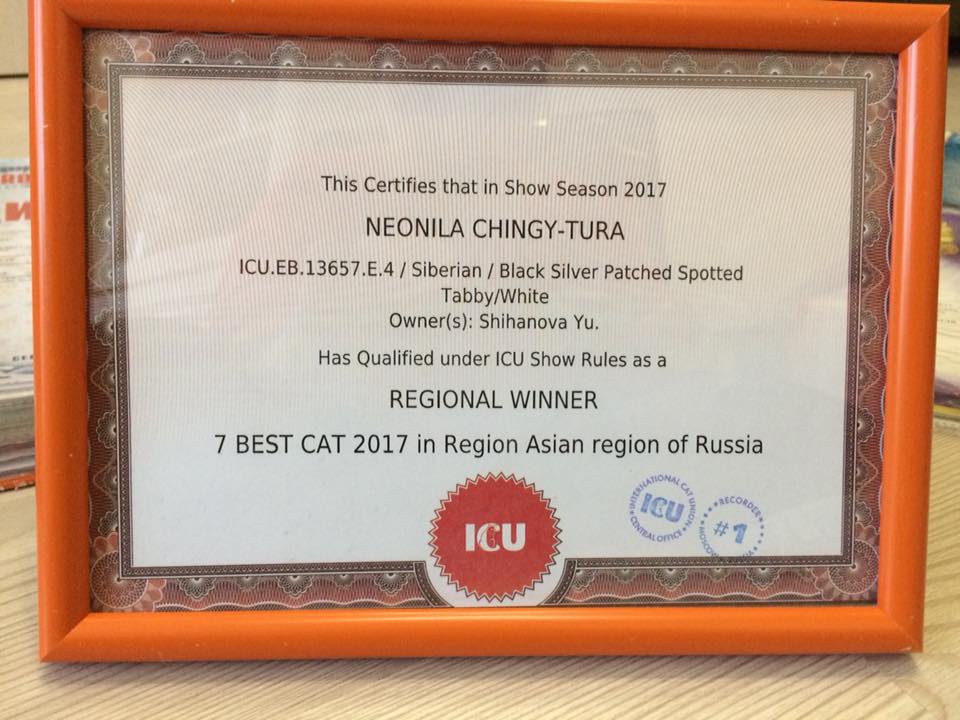 This Certifies that in Show Season 2017
NEONILA CHINGY-TURA
ICU.EB.13657.E.4 / Siberian / Black Silver Patched Spotted
Tabby/White
Owner(s): Shihanova Yu.
Has Qualified under ICU Show Rules as a
REGIONAL WINNER
7 BEST CAT 2017 in Region Asian region of Russia
ICU
INTERNATIONAL CAT UNION
ICU
CENTRAL OFFICE
RECORDER
#1